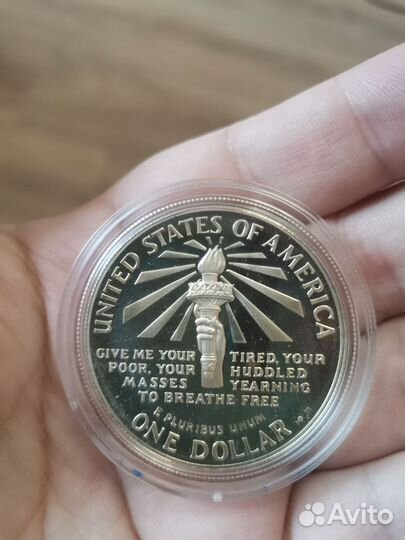 UNITED STATES OF AMERICA
GIVE ME YOUR TIRED, YOUR
POOR, YOUR HUDDLED
MASSES YEARNING
TO BREATHE FREE
E PLURIBUS UNUM
ONE DOLLAR
Avito